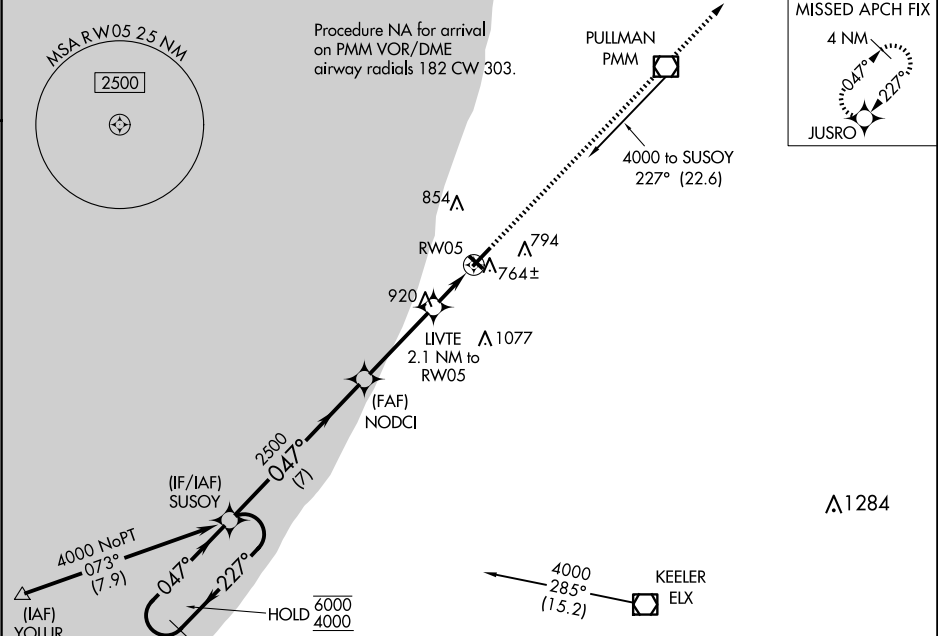 MSA RW05 25 NM
2500
Procedure NA for arrival
on PMM VOR/DME
airway radials 182 CW 303.
PULLMAN
PMM
MISSED APCH FIX
4 NM
047°
227°
JUSRO
4000 to SUSOY
227° (22.6)
854
RW05
794
764±
920
LIVTE
2.1 NM to
RW05
1077
(FAF)
NODCI
2500
047°
(7)
(IF/IAF)
SUSOY
1284
4000 NoPT
073°
(7.9)
047°
227°
HOLD
6000
4000
4000
285°
(15.2)
KEELER
ELX
(IAF)